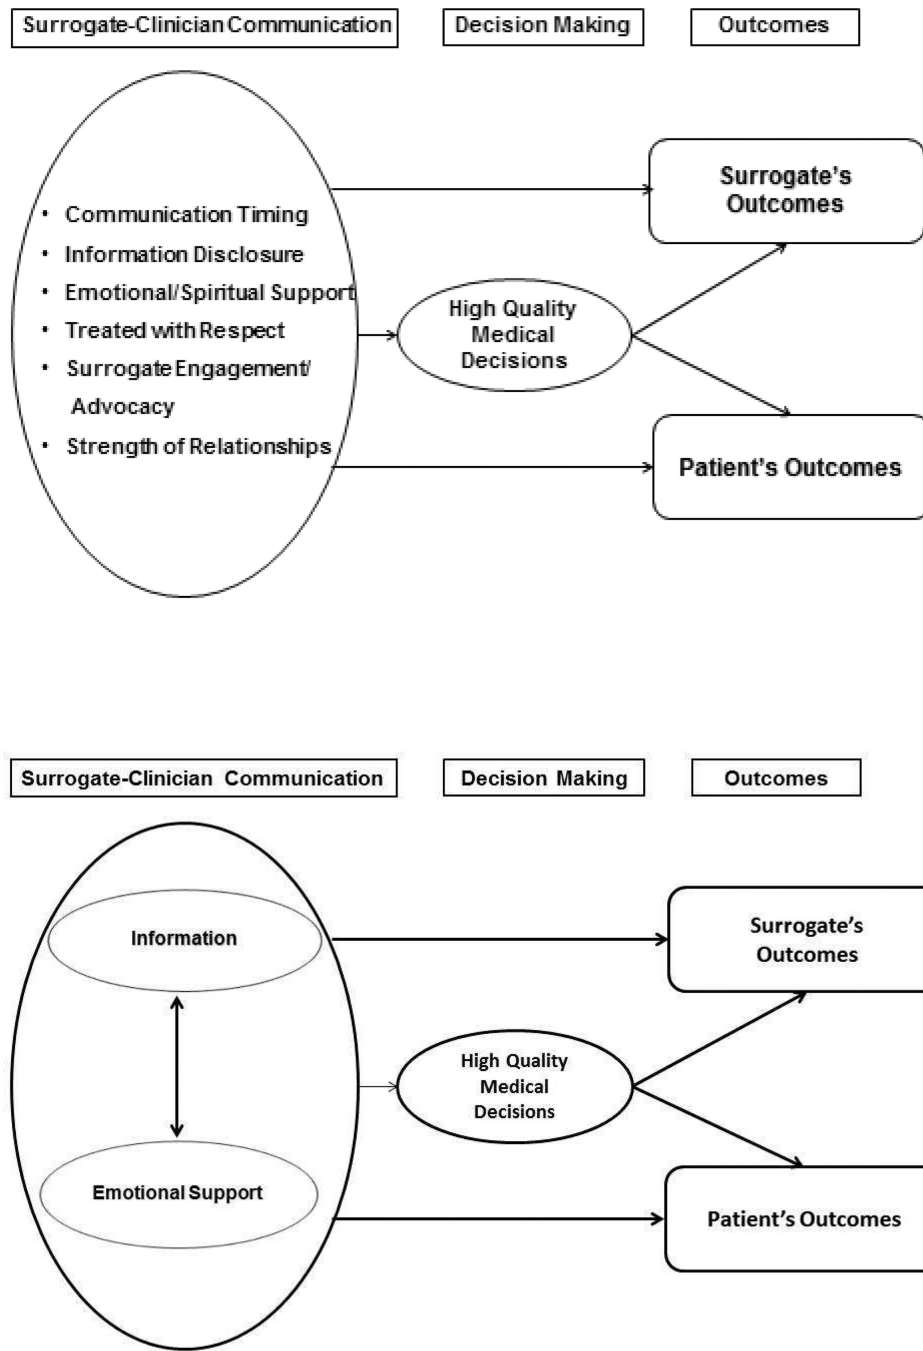 Surrogate-Clinician Communication
Decision Making
Outcomes
• Communication Timing
• Information Disclosure
• Emotional/Spiritual Support
• Treated with Respect
• Surrogate Engagement/
Advocacy
• Strength of Relationships
High Quality
Medical
Decisions
Surrogate's
Outcomes
Patient's Outcomes
Surrogate-Clinician Communication
Decision Making
Outcomes
Information
Emotional Support
High Quality
Medical
Decisions
Surrogate's
Outcomes
Patient's Outcomes